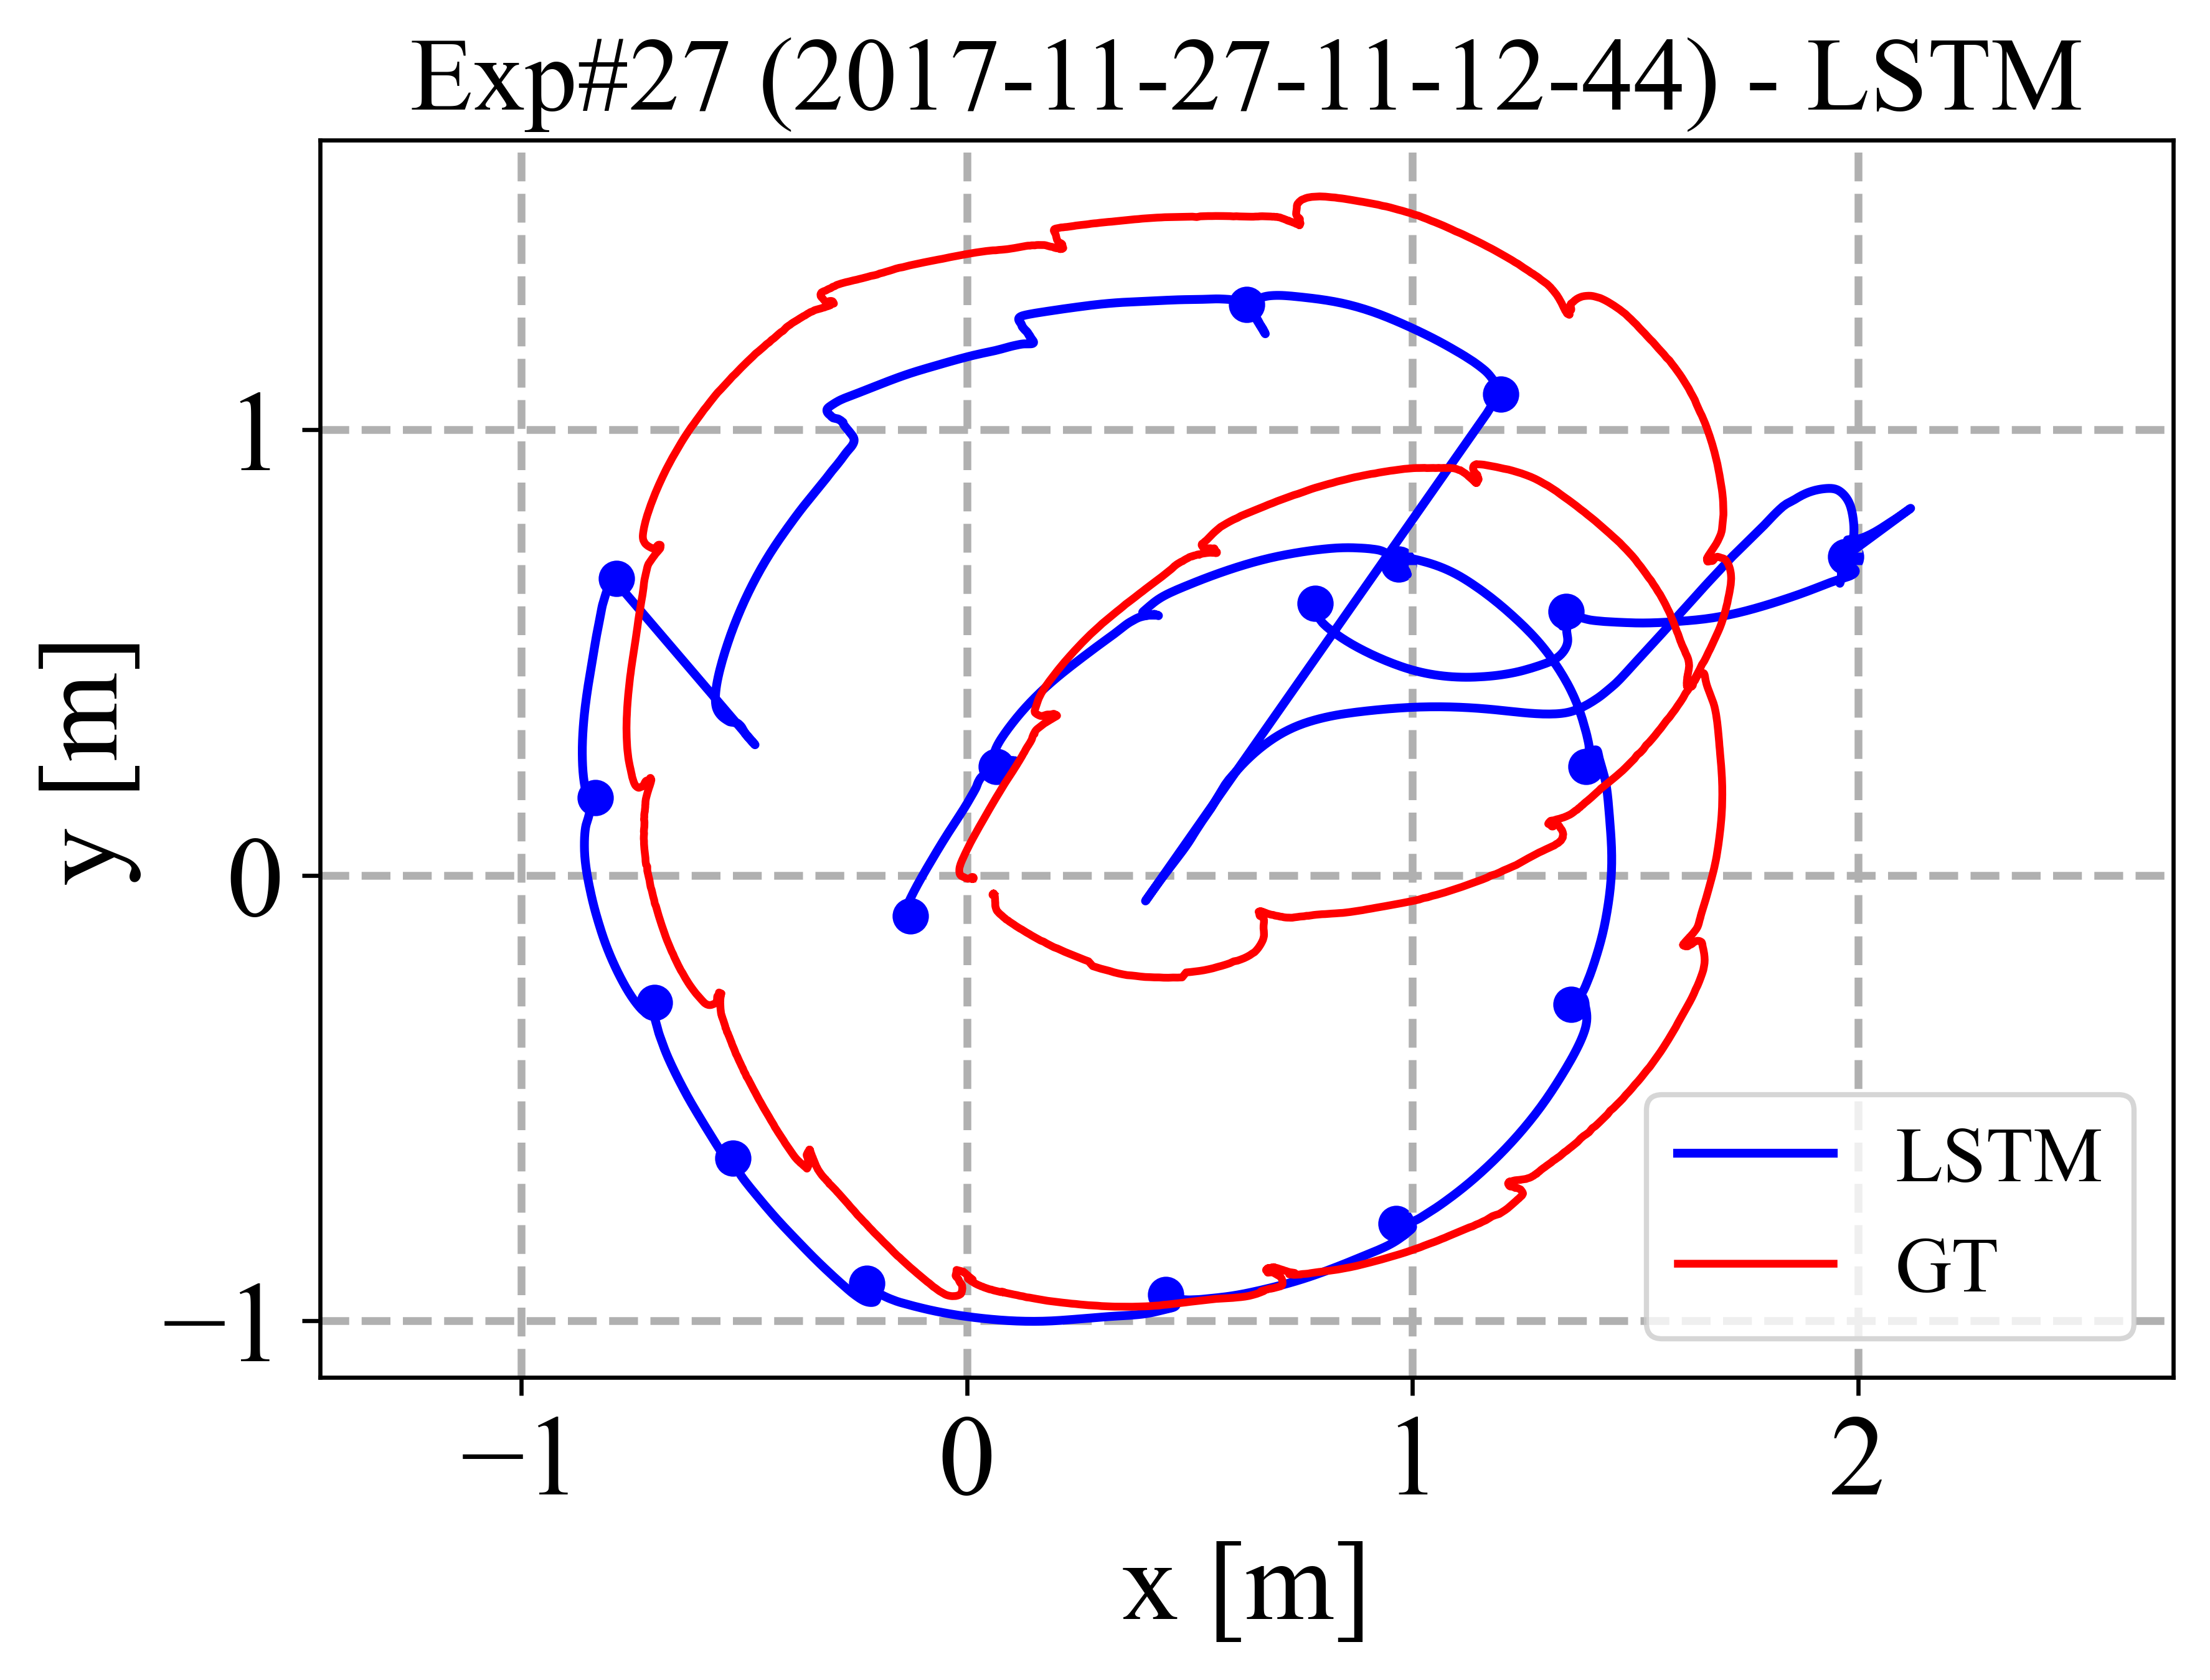 Exp#27 (2017-11-27-11-12-44) - LSTM
y [m]
1
0
−1
LSTM
GT
−1 0 1 2
x [m]